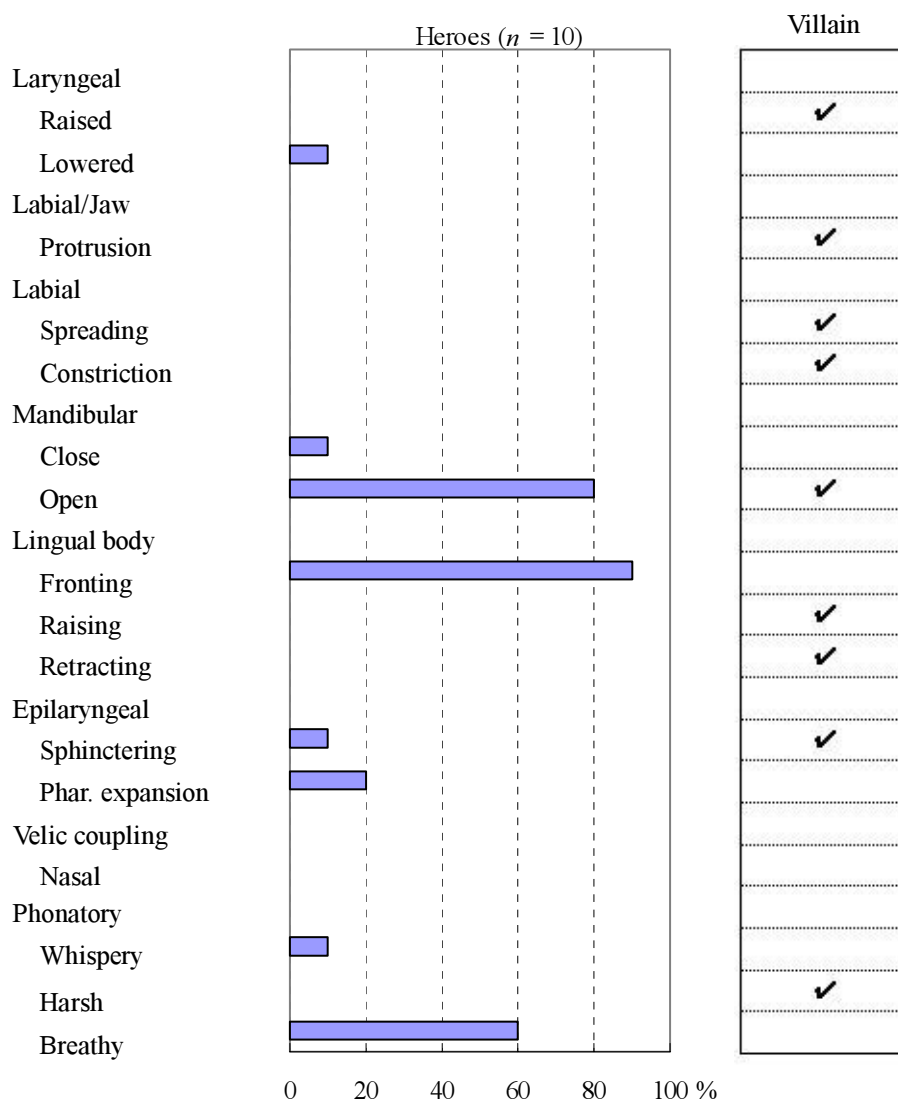 Heroes (n = 10)
Villain
Laryngeal
Raised ✔
Lowered
Labial/Jaw
Protrusion ✔
Labial
Spreading ✔
Constriction ✔
Mandibular
Close
Open ✔
Lingual body
Fronting
Raising ✔
Retracting ✔
Epilaryngeal
Sphinctering ✔
Phar. expansion
Velic coupling
Nasal
Phonatory
Whispery
Harsh ✔
Breathy
0 20 40 60 80 100 %